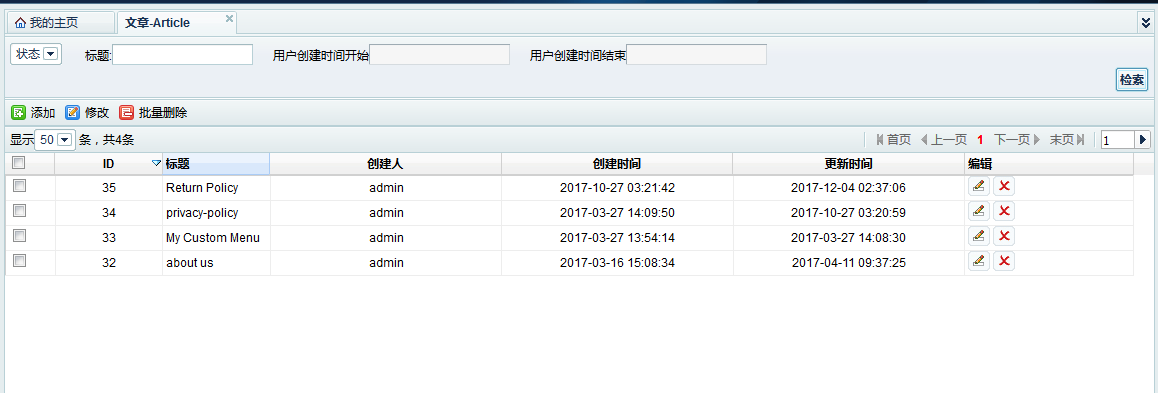 我的主页 文章-Article
状态 标题: 用户创建时间开始 用户创建时间结束
检索
添加 修改 批量删除
显示 50 条，共4条 首页 上一页 1 下一页 末页 1
ID 标题 创建人 创建时间 更新时间 编辑
35 Return Policy admin 2017-10-27 03:21:42 2017-12-04 02:37:06
34 privacy-policy admin 2017-03-27 14:09:50 2017-10-27 03:20:59
33 My Custom Menu admin 2017-03-27 13:54:14 2017-03-27 14:08:30
32 about us admin 2017-03-16 15:08:34 2017-04-11 09:37:25